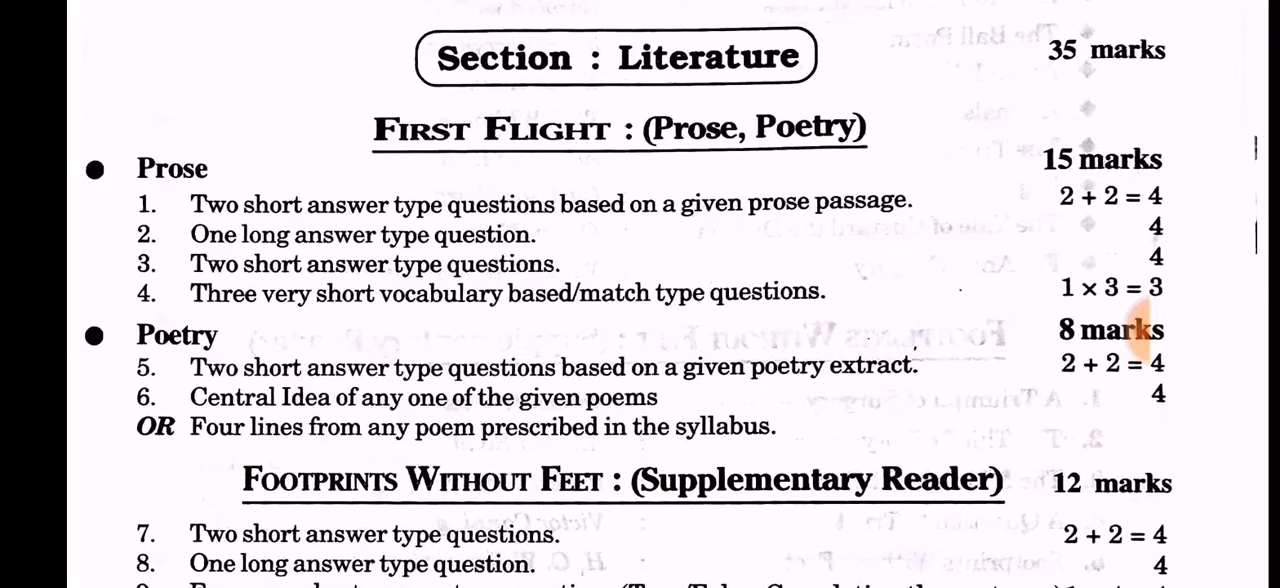 Section : Literature 35 marks
FIRST FLIGHT : (Prose, Poetry)
● Prose 15 marks
1. Two short answer type questions based on a given prose passage. 2 + 2 = 4
2. One long answer type question. 4
3. Two short answer type questions. 4
4. Three very short vocabulary based/match type questions. 1 × 3 = 3
● Poetry 8 marks
5. Two short answer type questions based on a given poetry extract. 2 + 2 = 4
6. Central Idea of any one of the given poems 4
OR Four lines from any poem prescribed in the syllabus.
FOOTPRINTS WITHOUT FEET : (Supplementary Reader) 12 marks
7. Two short answer type questions. 2 + 2 = 4
8. One long answer type question. 4